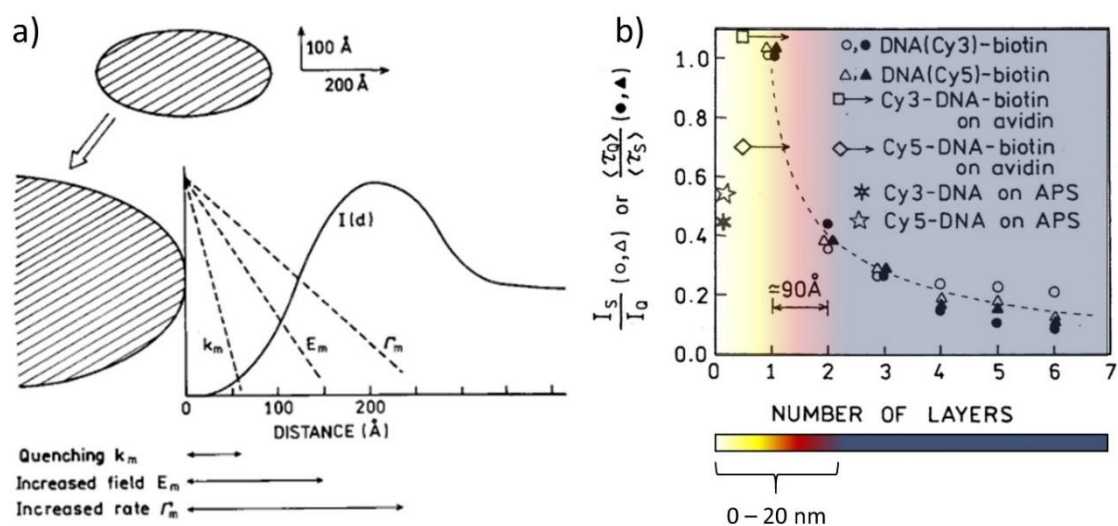 a)
100 Å
200 Å
I(d)
k_m
E_m
Γ_m
0
100
200
DISTANCE (Å)
Quenching k_m
Increased field E_m
Increased rate Γ_m
b)
I_S/I_Q (○,△) or ⟨τ_Q⟩/⟨τ_S⟩ (●,▲)
1.0
0.8
0.6
0.4
0.2
0.0
○,● DNA(Cy3)-biotin
△,▲ DNA(Cy5)-biotin
Cy3-DNA-biotin
on avidin
Cy5-DNA-biotin
on avidin
Cy3-DNA on APS
Cy5-DNA on APS
≃90Å
0 1 2 3 4 5 6 7
NUMBER OF LAYERS
0 – 20 nm